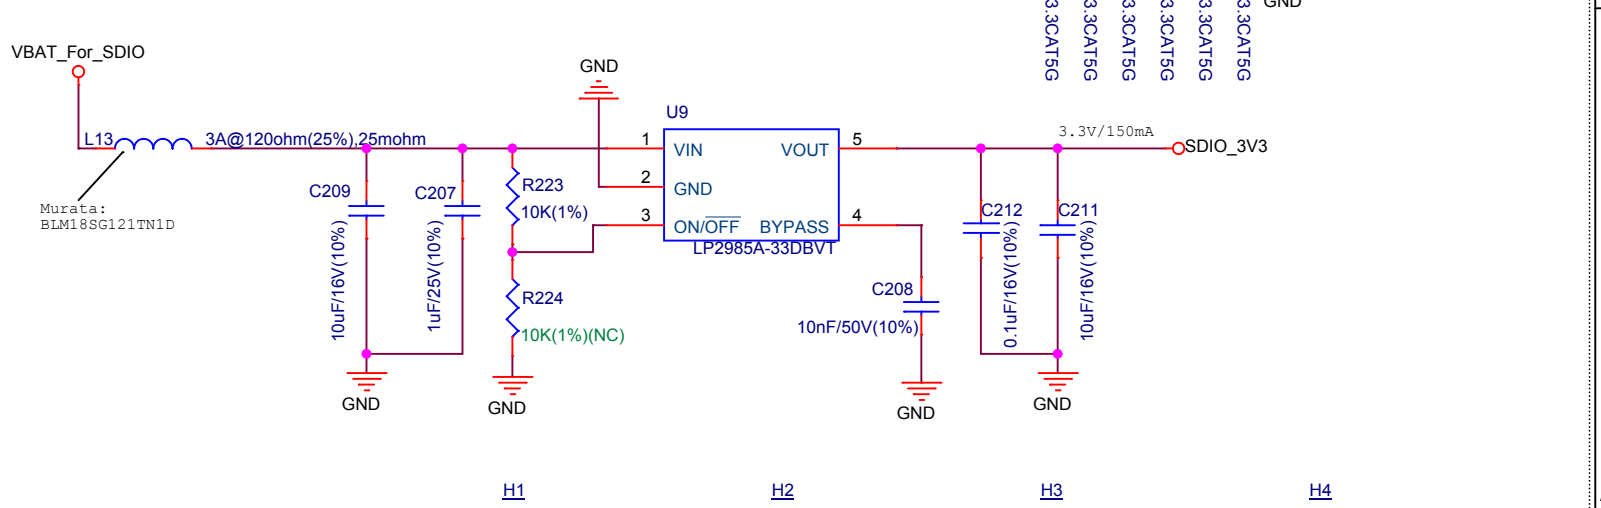 GND
3.3CAT5G
3.3CAT5G
3.3CAT5G
3.3CAT5G
3.3CAT5G
3.3CAT5G
VBAT_For_SDIO
GND
U9
L13
3A@120ohm(25%),25mohm
1
VIN
VOUT
5
3.3V/150mA
SDIO_3V3
2
GND
3
ON/OFF
BYPASS
4
LP2985A-33DBVT
Murata:
BLM18SG121TN1D
C209
10uF/16V(10%)
C207
1uF/25V(10%)
R223
10K(1%)
R224
10K(1%)(NC)
C208
10nF/50V(10%)
C212
0.1uF/16V(10%)
C211
10uF/16V(10%)
GND
GND
GND
GND
H1
H2
H3
H4